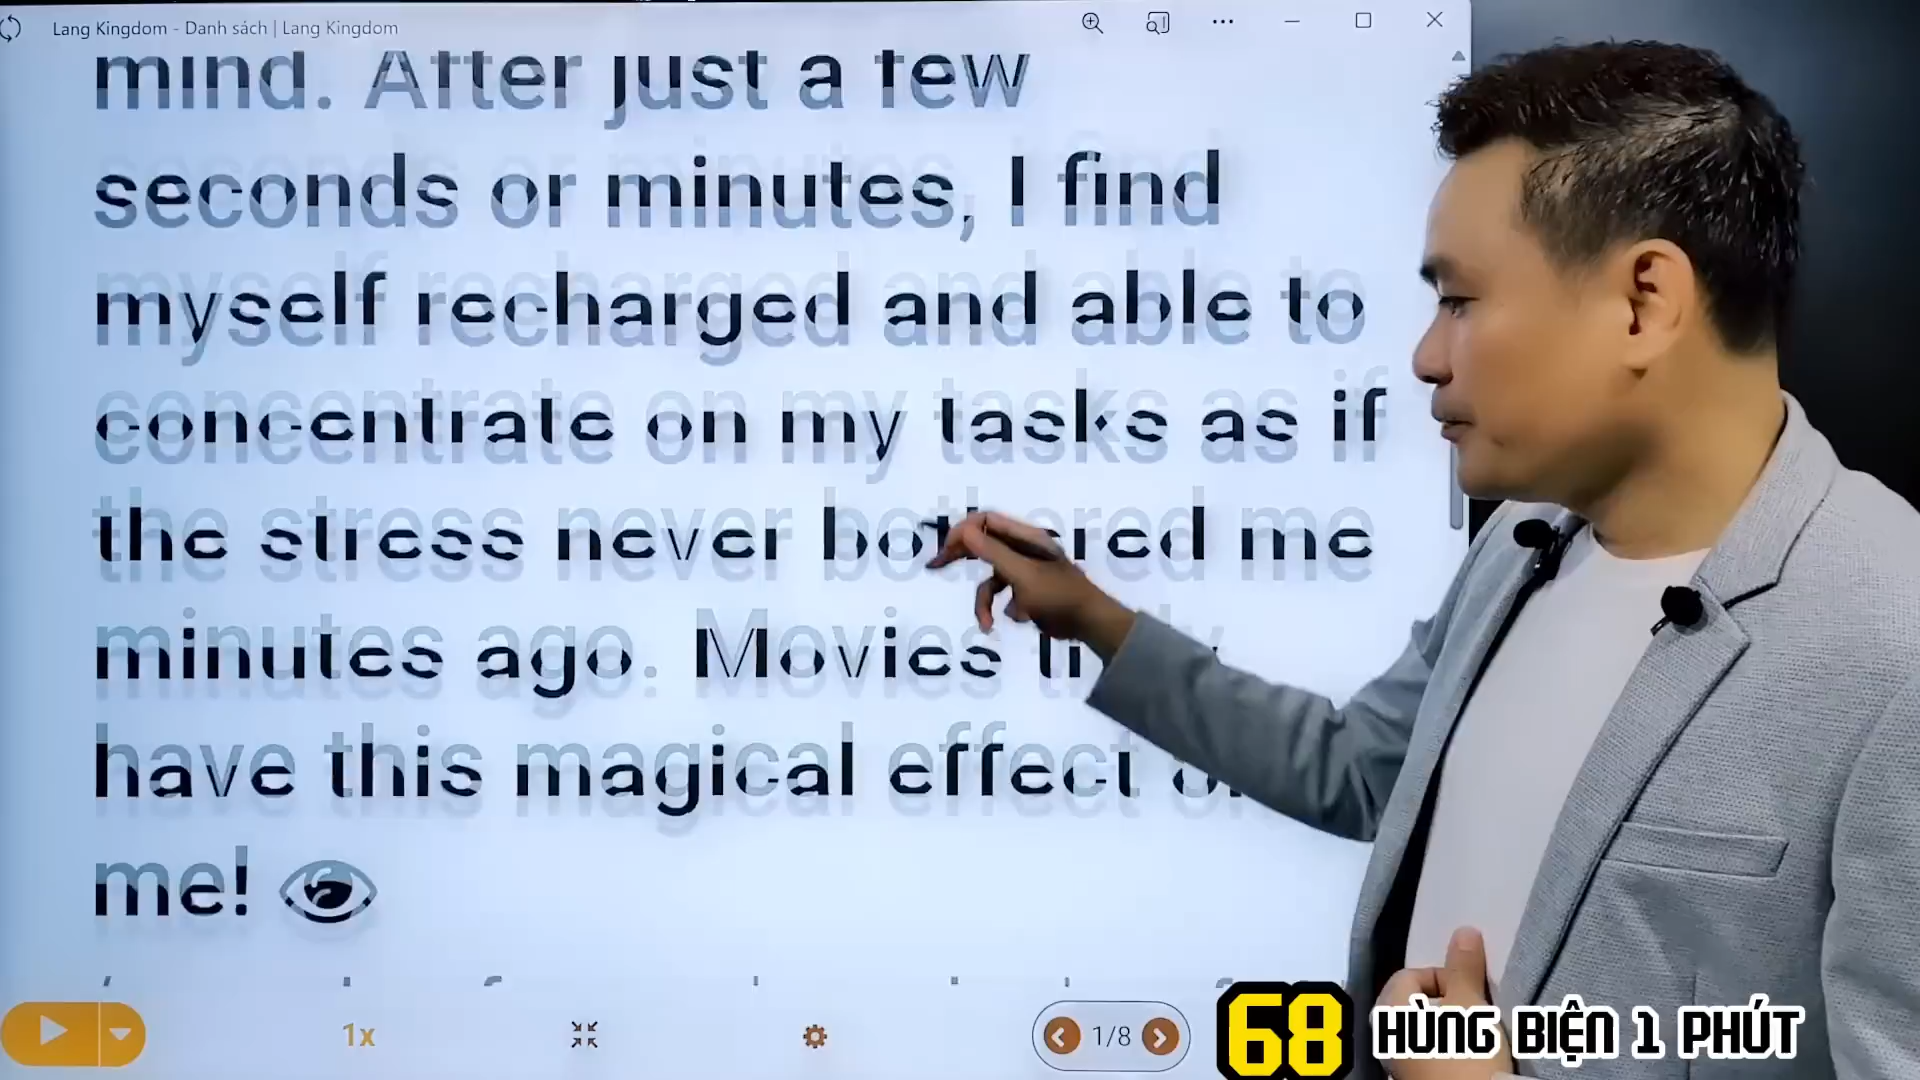 Lang Kingdom - Danh sách | Lang Kingdom
mind. After just a few
seconds or minutes, I find
myself recharged and able to
concentrate on my tasks as if
the stress never bothered me
minutes ago. Movies
have this magical effect
me!
1x
1/8
68 HÙNG BIỆN 1 PHÚT